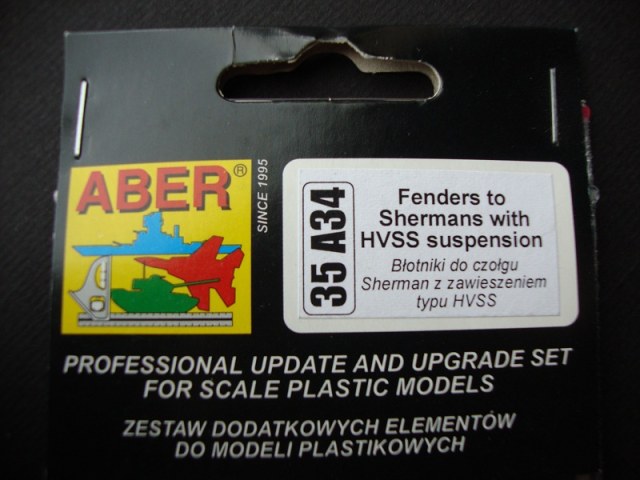 ABER®
SINCE 1995
35 A34
Fenders to
Shermans with
HVSS suspension
Błotniki do czołgu
Sherman z zawieszeniem
typu HVSS
PROFESSIONAL UPDATE AND UPGRADE SET
FOR SCALE PLASTIC MODELS
ZESTAW DODATKOWYCH ELEMENTÓW
DO MODELI PLASTIKOWYCH